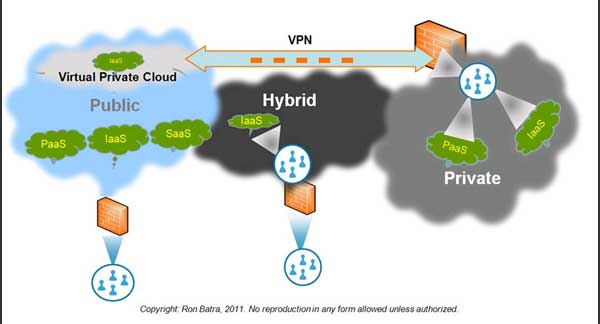 VPN
IaaS
Virtual Private Cloud
Public
PaaS
IaaS
SaaS
Hybrid
IaaS
PaaS
IaaS
Private
Copyright: Ron Batra, 2011. No reproduction in any form allowed unless authorized.